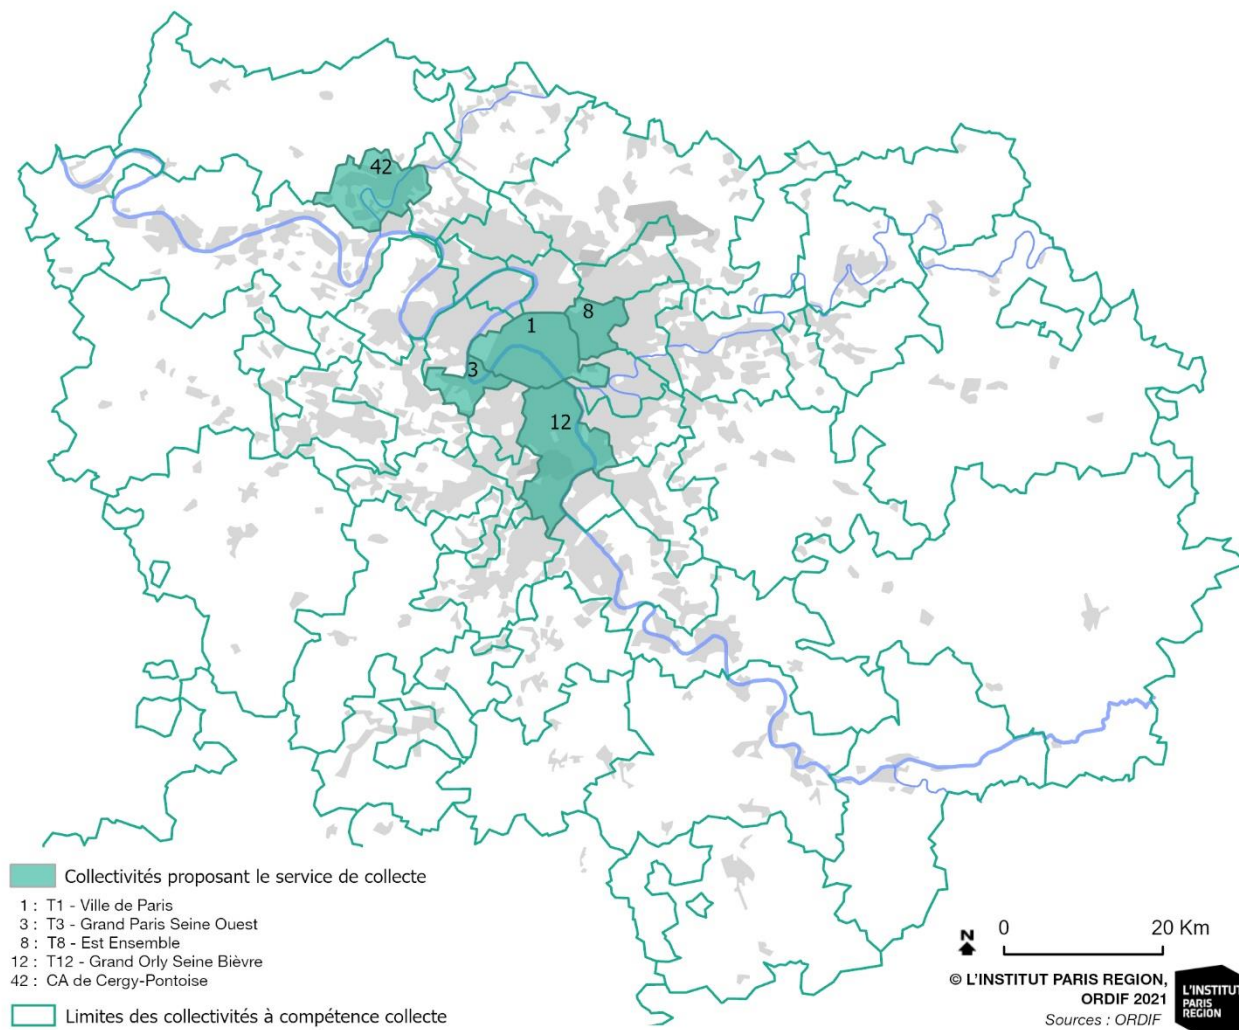 42
1
8
3
12
Collectivités proposant le service de collecte
1 : T1 - Ville de Paris
3 : T3 - Grand Paris Seine Ouest
8 : T8 - Est Ensemble
12 : T12 - Grand Orly Seine Bièvre
42 : CA de Cergy-Pontoise
Limites des collectivités à compétence collecte
N
0 20 Km
© L'INSTITUT PARIS REGION,
ORDIF 2021
Sources : ORDIF
L'INSTITUT
PARIS
REGION